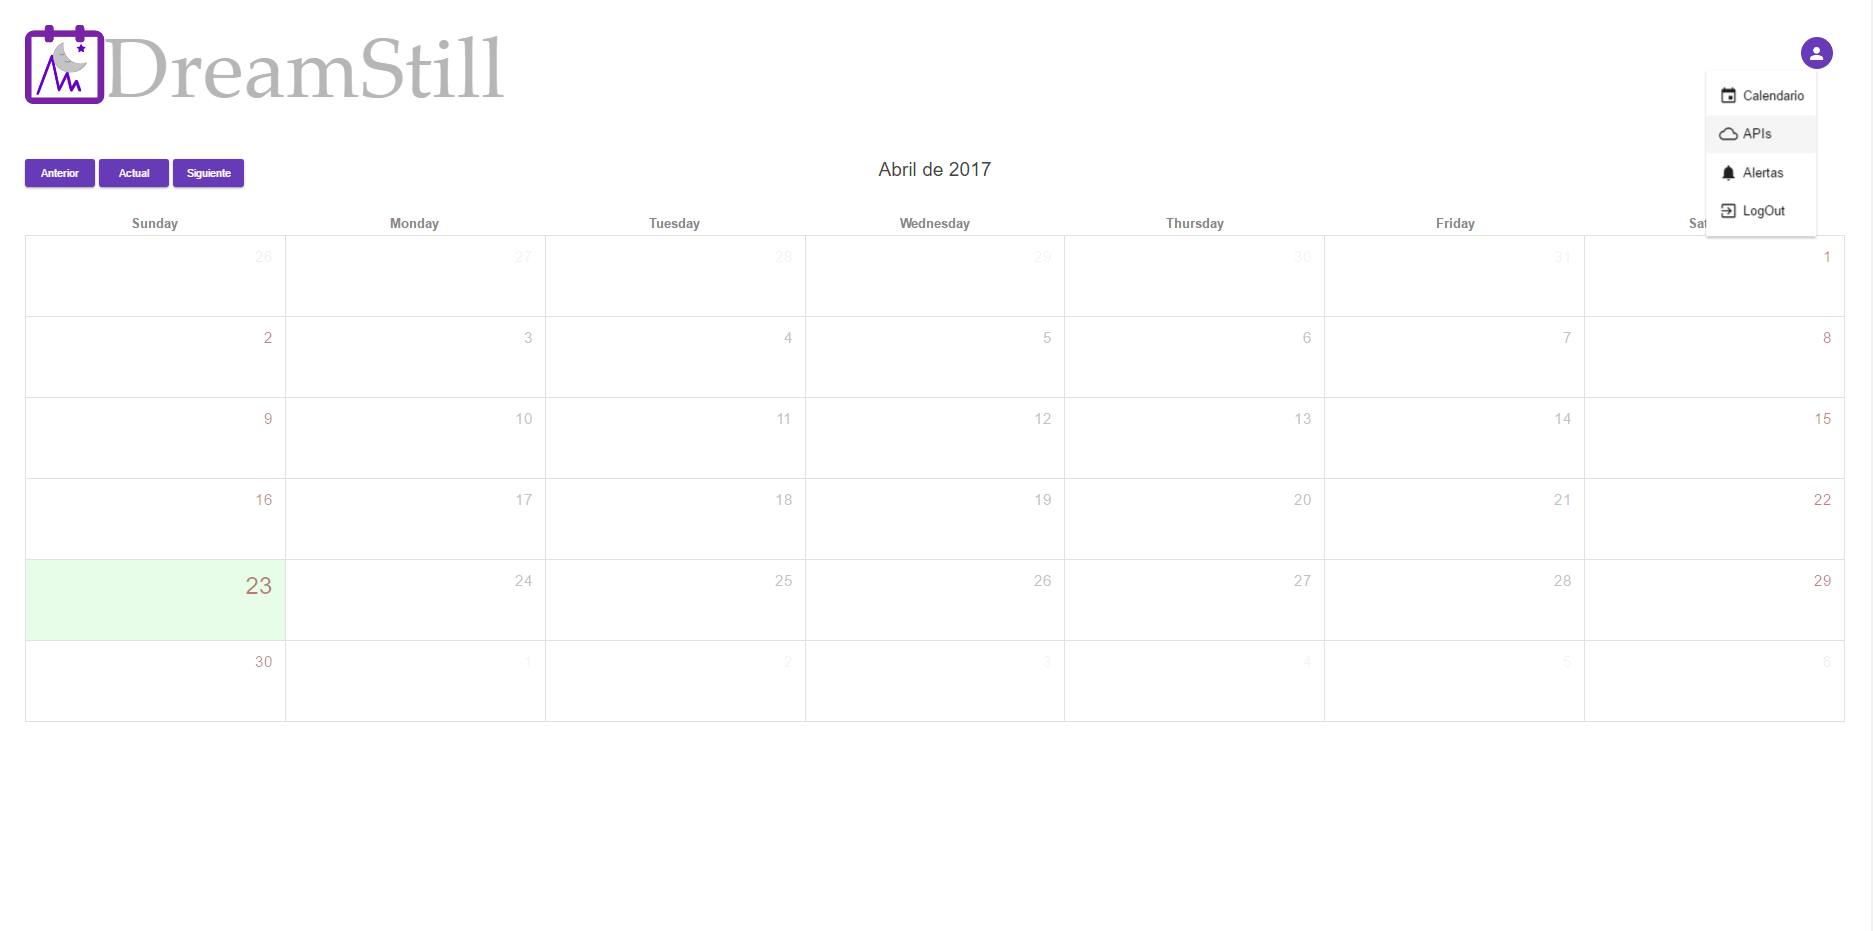 DreamStill
Calendario
APIs
Alertas
LogOut
Anterior Actual Siguiente
Abril de 2017
Sunday Monday Tuesday Wednesday Thursday Friday Sat
26 27 28 29 30 31 1
2 3 4 5 6 7 8
9 10 11 12 13 14 15
16 17 18 19 20 21 22
23 24 25 26 27 28 29
30 1 2 3 4 5 6